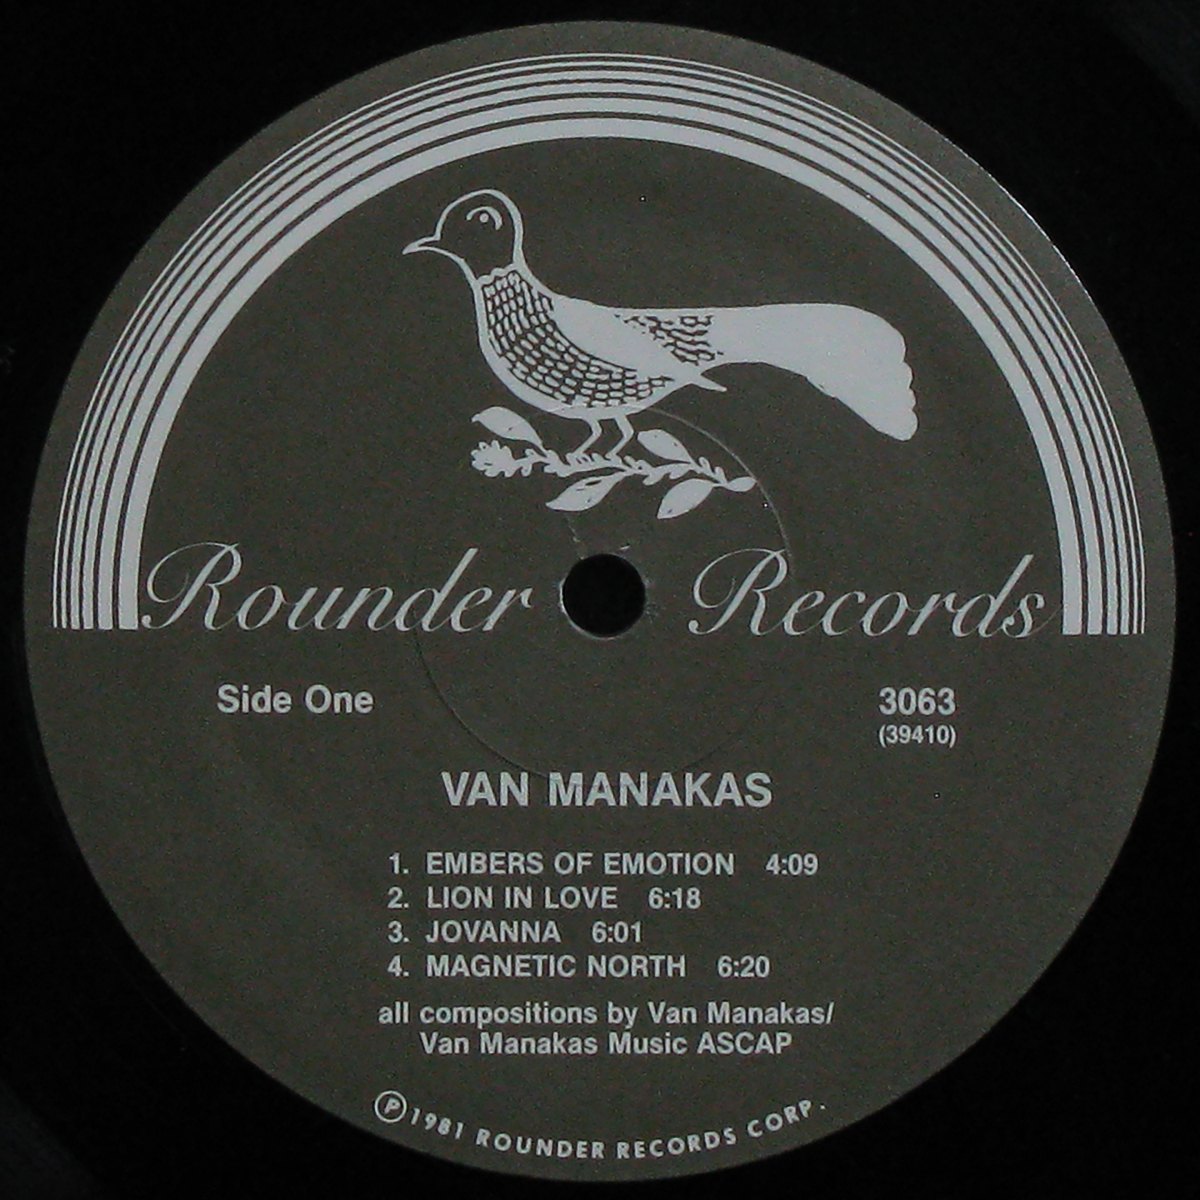 Rounder Records
Side One
3063
(39410)
VAN MANAKAS
1. EMBERS OF EMOTION 4:09
2. LION IN LOVE 6:18
3. JOVANNA 6:01
4. MAGNETIC NORTH 6:20
all compositions by Van Manakas/
Van Manakas Music ASCAP
Ⓟ 1981 ROUNDER RECORDS CORP.